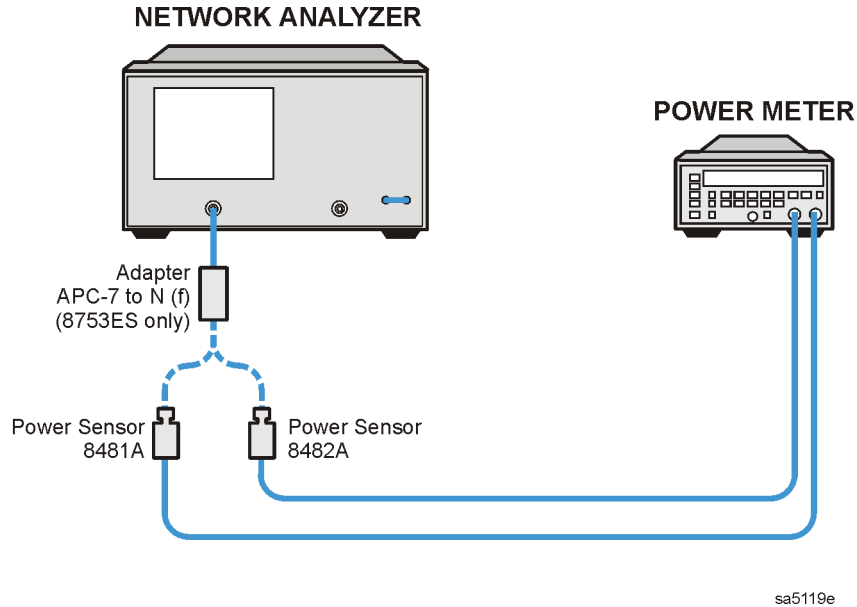 NETWORK ANALYZER
POWER METER
Adapter
APC-7 to N (f)
(8753ES only)
Power Sensor
8481A
Power Sensor
8482A
sa5119e